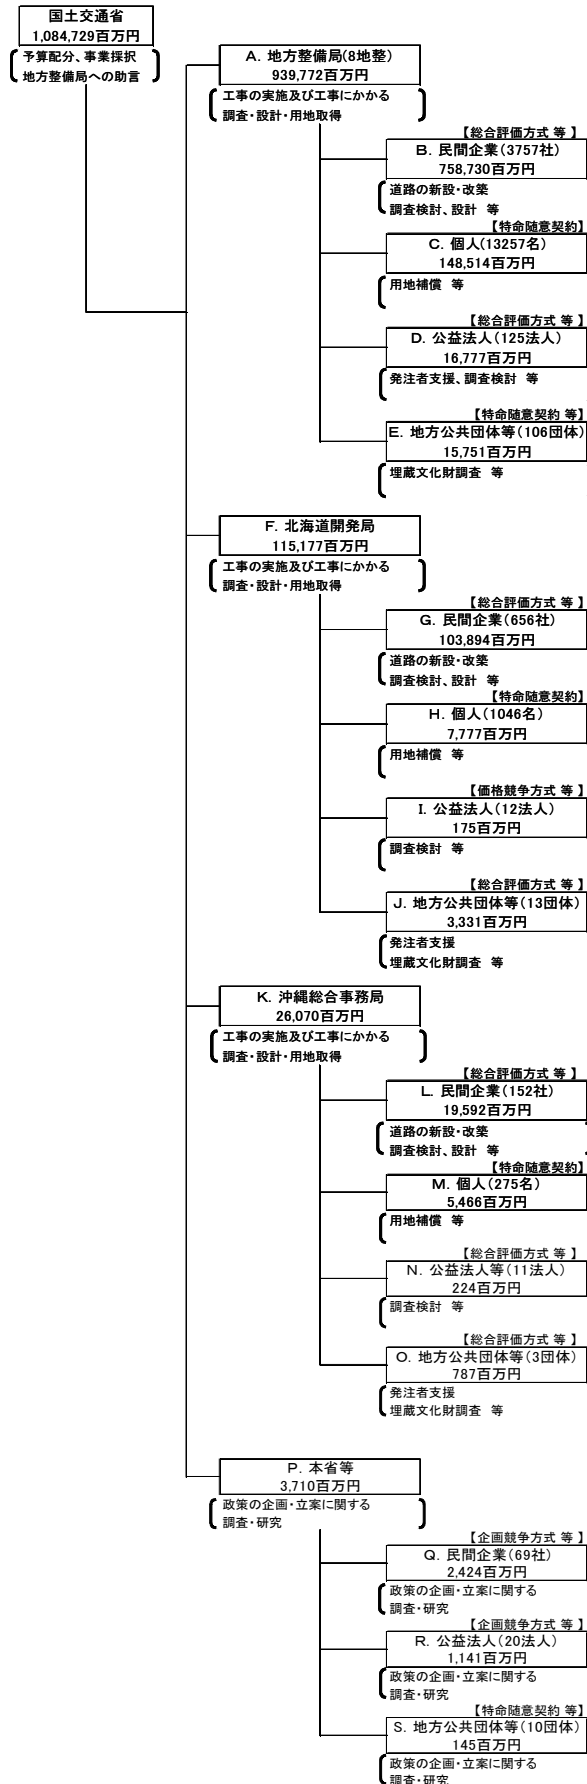 国土交通省
1,084,729百万円
予算配分、事業採択
地方整備局への助言
A. 地方整備局(8地整)
939,772百万円
工事の実施及び工事にかかる
調査・設計・用地取得
【総合評価方式 等 】
B. 民間企業(3757社)
758,730百万円
道路の新設・改築
調査検討、設計 等
【特命随意契約】
C. 個人(13257名)
148,514百万円
用地補償 等
【総合評価方式 等 】
D. 公益法人(125法人)
16,777百万円
発注者支援、調査検討 等
【特命随意契約 等】
E. 地方公共団体等(106団体)
15,751百万円
埋蔵文化財調査 等
F. 北海道開発局
115,177百万円
工事の実施及び工事にかかる
調査・設計・用地取得
【総合評価方式 等 】
G. 民間企業(656社)
103,894百万円
道路の新設・改築
調査検討、設計 等
【特命随意契約】
H. 個人(1046名)
7,777百万円
用地補償 等
【価格競争方式 等 】
I. 公益法人(12法人)
175百万円
調査検討 等
【総合評価方式 等 】
J. 地方公共団体等(13団体)
3,331百万円
発注者支援
埋蔵文化財調査 等
K. 沖縄総合事務局
26,070百万円
工事の実施及び工事にかかる
調査・設計・用地取得
【総合評価方式 等 】
L. 民間企業(152社)
19,592百万円
道路の新設・改築
調査検討、設計 等
【特命随意契約】
M. 個人(275名)
5,466百万円
用地補償 等
【総合評価方式 等 】
N. 公益法人等(11法人)
224百万円
調査検討 等
【総合評価方式 等 】
O. 地方公共団体等(3団体)
787百万円
発注者支援
埋蔵文化財調査 等
P. 本省等
3,710百万円
政策の企画・立案に関する
調査・研究
【企画競争方式 等 】
Q. 民間企業(69社)
2,424百万円
政策の企画・立案に関する
調査・研究
【企画競争方式 等 】
R. 公益法人(20法人)
1,141百万円
政策の企画・立案に関する
調査・研究
【特命随意契約 等】
S. 地方公共団体等(10団体)
145百万円
政策の企画・立案に関する
調査・研究